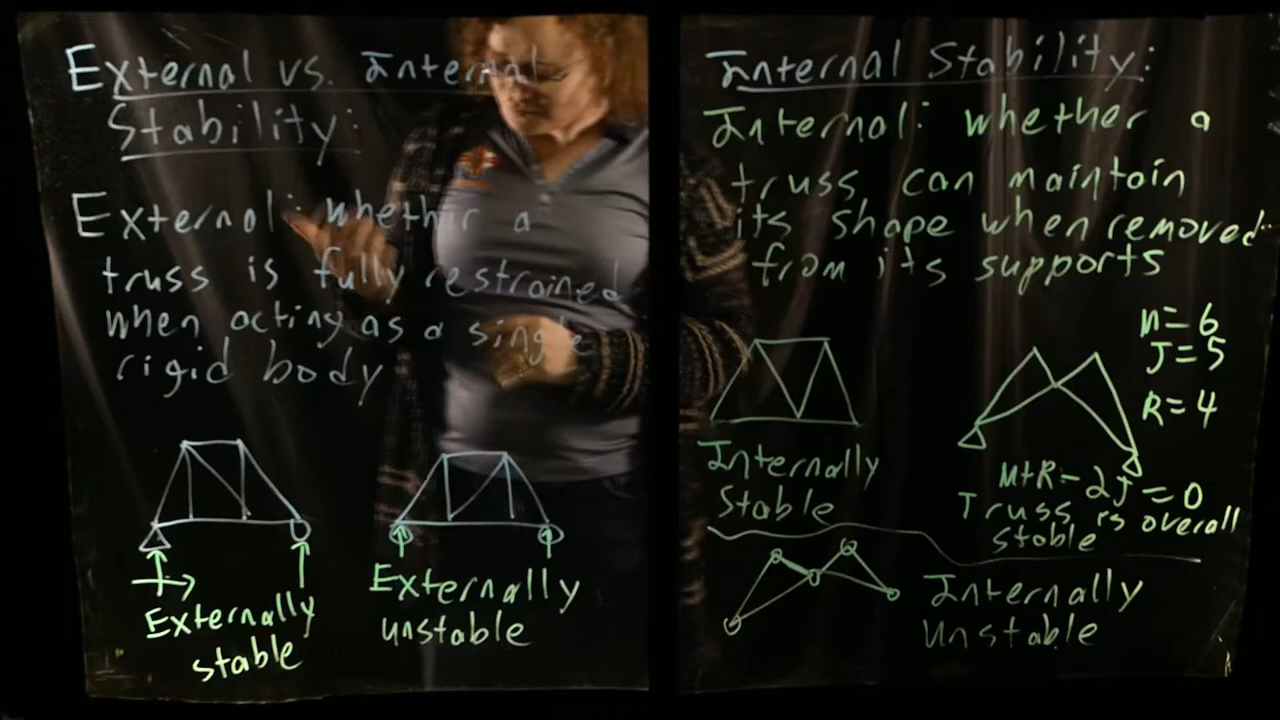 External vs. Internal
Stability:
External: whether a
truss is fully restrained
when acting as a single
rigid body
Externally
stable
Externally
unstable
Internal Stability:
Internal: whether a
truss can maintain
its shape when removed
from its supports
Internally
Stable
n=6
J=5
R=4
M+R-2J=0
Truss is overall
stable
Internally
Unstable